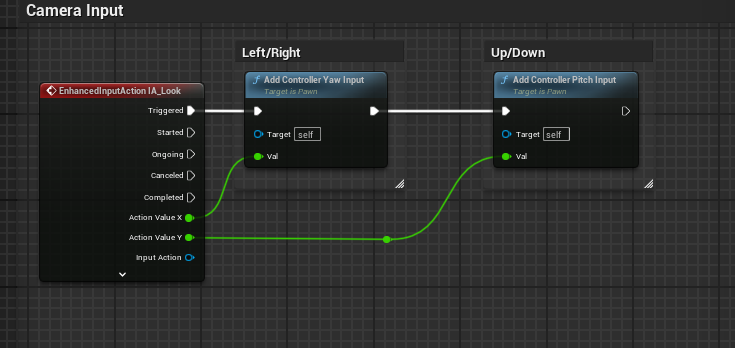 Camera Input
Left/Right
Up/Down
EnhancedInputAction IA_Look
Triggered
Started
Ongoing
Canceled
Completed
Action Value X
Action Value Y
Input Action
f Add Controller Yaw Input
Target is Pawn
Target self
Val
f Add Controller Pitch Input
Target is Pawn
Target self
Val